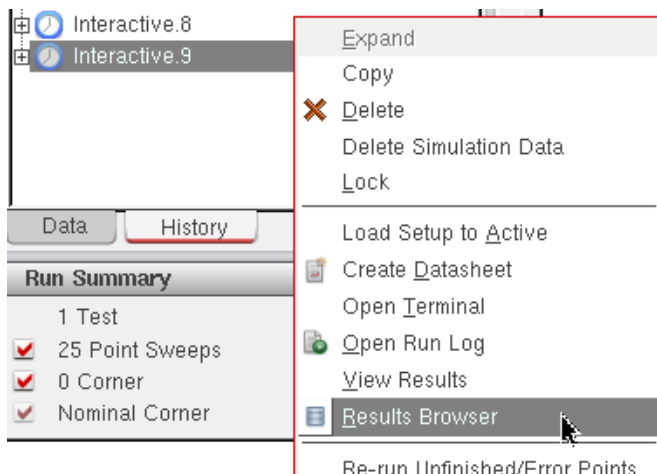 Interactive.8
Interactive.9
Data
History
Run Summary
1 Test
25 Point Sweeps
0 Corner
Nominal Corner
Expand
Copy
Delete
Delete Simulation Data
Lock
Load Setup to Active
Create Datasheet
Open Terminal
Open Run Log
View Results
Results Browser
Re-run Unfinished/Error Points